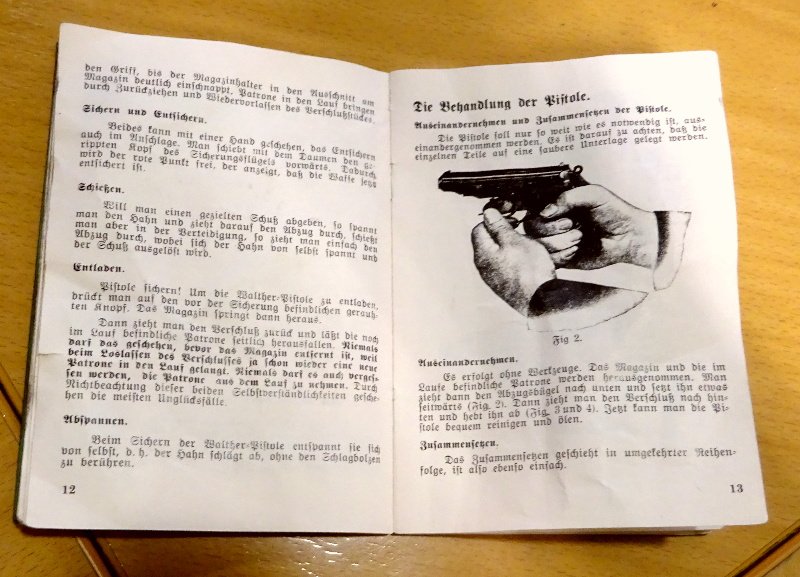 den Griff, bis der Magazinhalter in den Ausschnitt am
Magazin deutlich einschnappt. Patrone in den Lauf bringen
durch Zurückziehen und Wiedervorlassen des Verschlußstückes.
Sichern und Entsichern.
Beides kann mit einer Hand geschehen, das Entsichern
auch im Anschlage. Man schiebt mit dem Daumen den ge-
rippten Kopf des Sicherungsflügels vorwärts. Dadurch
wird der rote Punkt frei, der anzeigt, daß die Waffe jetzt
entsichert ist.
Schießen.
Will man einen gezielten Schuß abgeben, so spannt
man den Hahn und zieht darauf den Abzug durch, schießt
man aber in der Verteidigung, so zieht man einfach den
Abzug durch, wobei sich der Hahn von selbst spannt und
der Schuß ausgelöst wird.
Entladen.
Pistole sichern! Um die Walther-Pistole zu entladen,
drückt man auf den vor der Sicherung befindlichen gerauh-
ten Knopf. Das Magazin springt dann heraus.
Dann zieht man den Verschluß zurück und läßt die noch
im Lauf befindliche Patrone seitlich herausfallen. Niemals
darf das geschehen, bevor das Magazin entfernt ist, weil
beim Loslassen des Verschlusses ja schon wieder eine neue
Patrone in den Lauf gelangt. Niemals darf es auch verges-
sen werden, die Patrone aus dem Lauf zu nehmen. Durch
Nichtbeachtung dieser beiden Selbstverständlichkeiten gesche-
hen die meisten Unglücksfälle.
Abspannen.
Beim Sichern der Walther-Pistole entspannt sie sich
von selbst, d. h. der Hahn schlägt ab, ohne den Schlagbolzen
zu berühren.
12
Die Behandlung der Pistole.
Auseinandernehmen und Zusammensetzen der Pistole.
Die Pistole soll nur so weit wie es notwendig ist, aus-
einandergenommen werden. Es ist darauf zu achten, daß die
einzelnen Teile auf eine saubere Unterlage gelegt werden.
Fig 2.
Auseinandernehmen.
Es erfolgt ohne Werkzeuge. Das Magazin und die im
Laufe befindliche Patrone werden herausgenommen. Man
zieht dann den Abzugsbügel nach unten und setzt ihn etwas
seitwärts (Fig. 2). Dann zieht man den Verschluß nach hin-
ten und hebt ihn ab (Fig. 3 und 4). Jetzt kann man die Pi-
stole bequem reinigen und ölen.
Zusammensetzen.
Das Zusammensetzen geschieht in umgekehrter Reihen-
folge, ist also ebenso einfach.
13